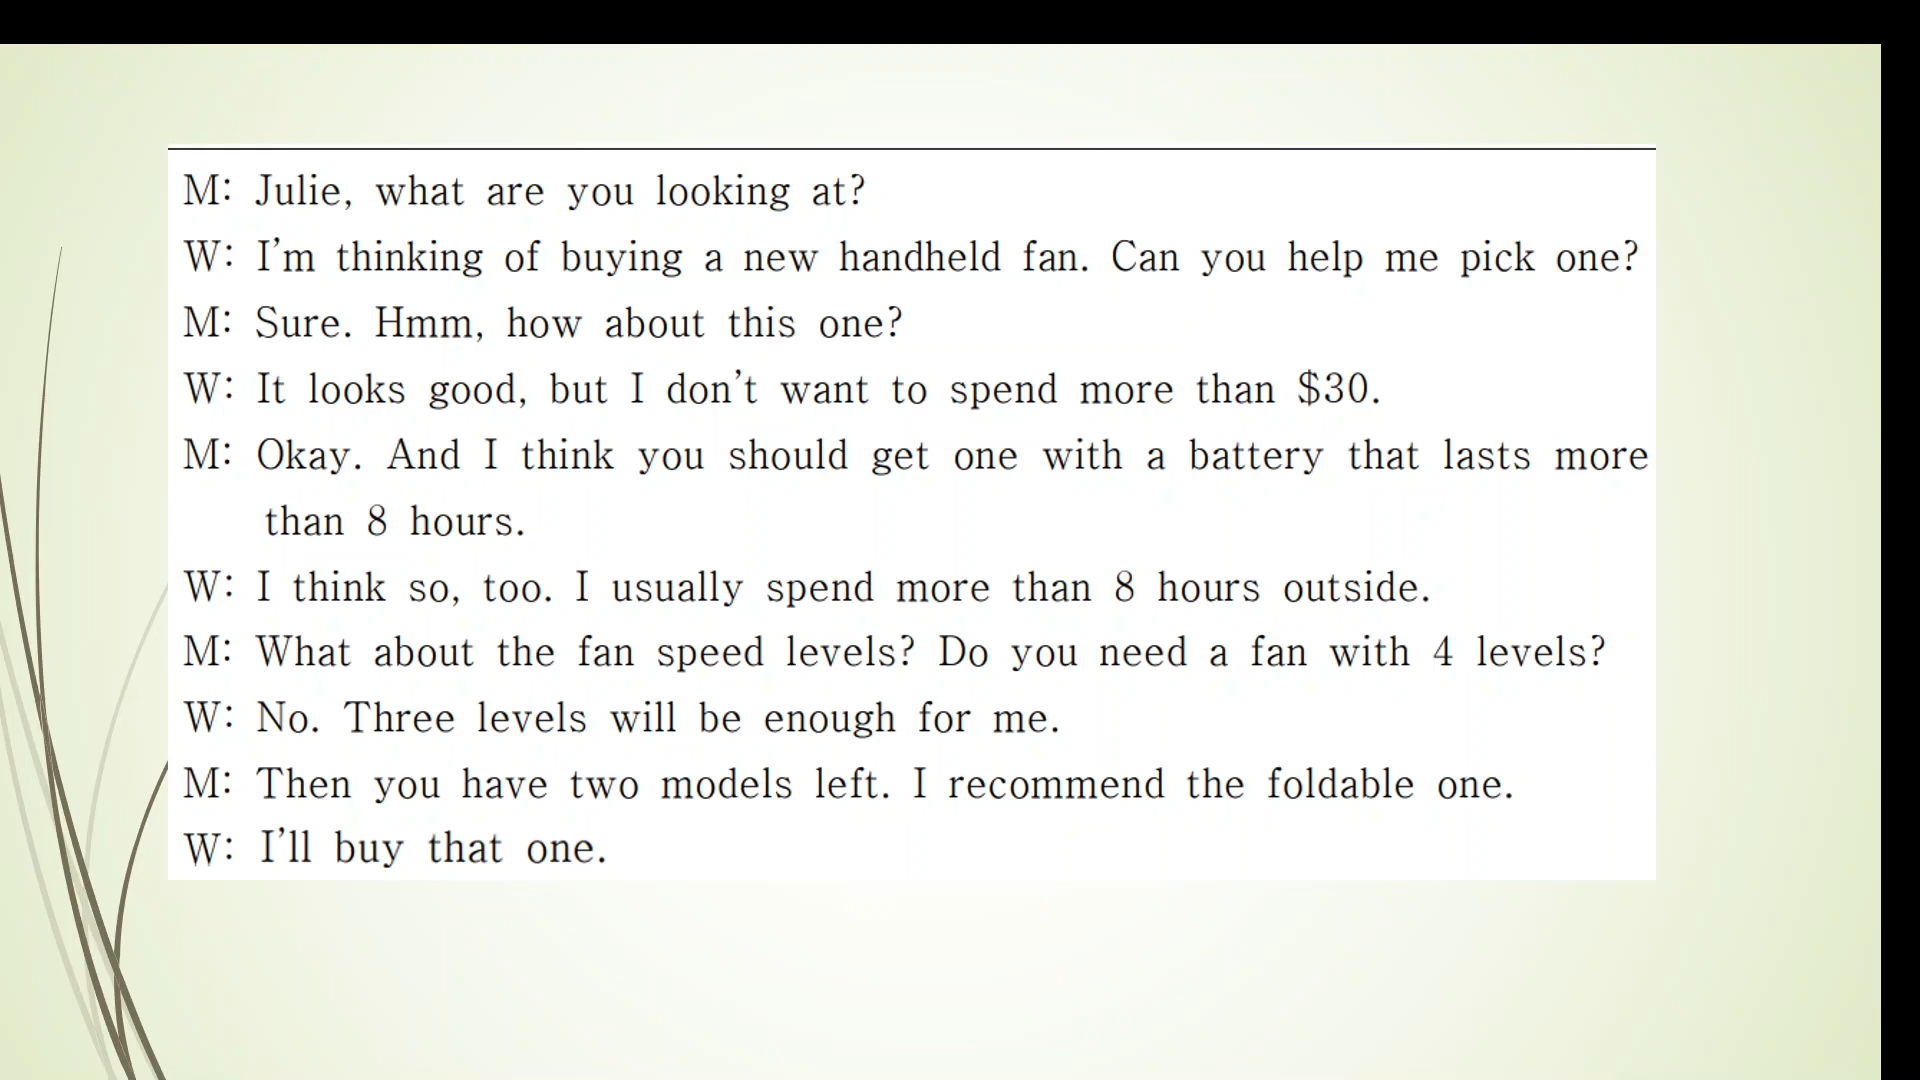 M: Julie, what are you looking at?
W: I'm thinking of buying a new handheld fan. Can you help me pick one?
M: Sure. Hmm, how about this one?
W: It looks good, but I don't want to spend more than $30.
M: Okay. And I think you should get one with a battery that lasts more
than 8 hours.
W: I think so, too. I usually spend more than 8 hours outside.
M: What about the fan speed levels? Do you need a fan with 4 levels?
W: No. Three levels will be enough for me.
M: Then you have two models left. I recommend the foldable one.
W: I'll buy that one.